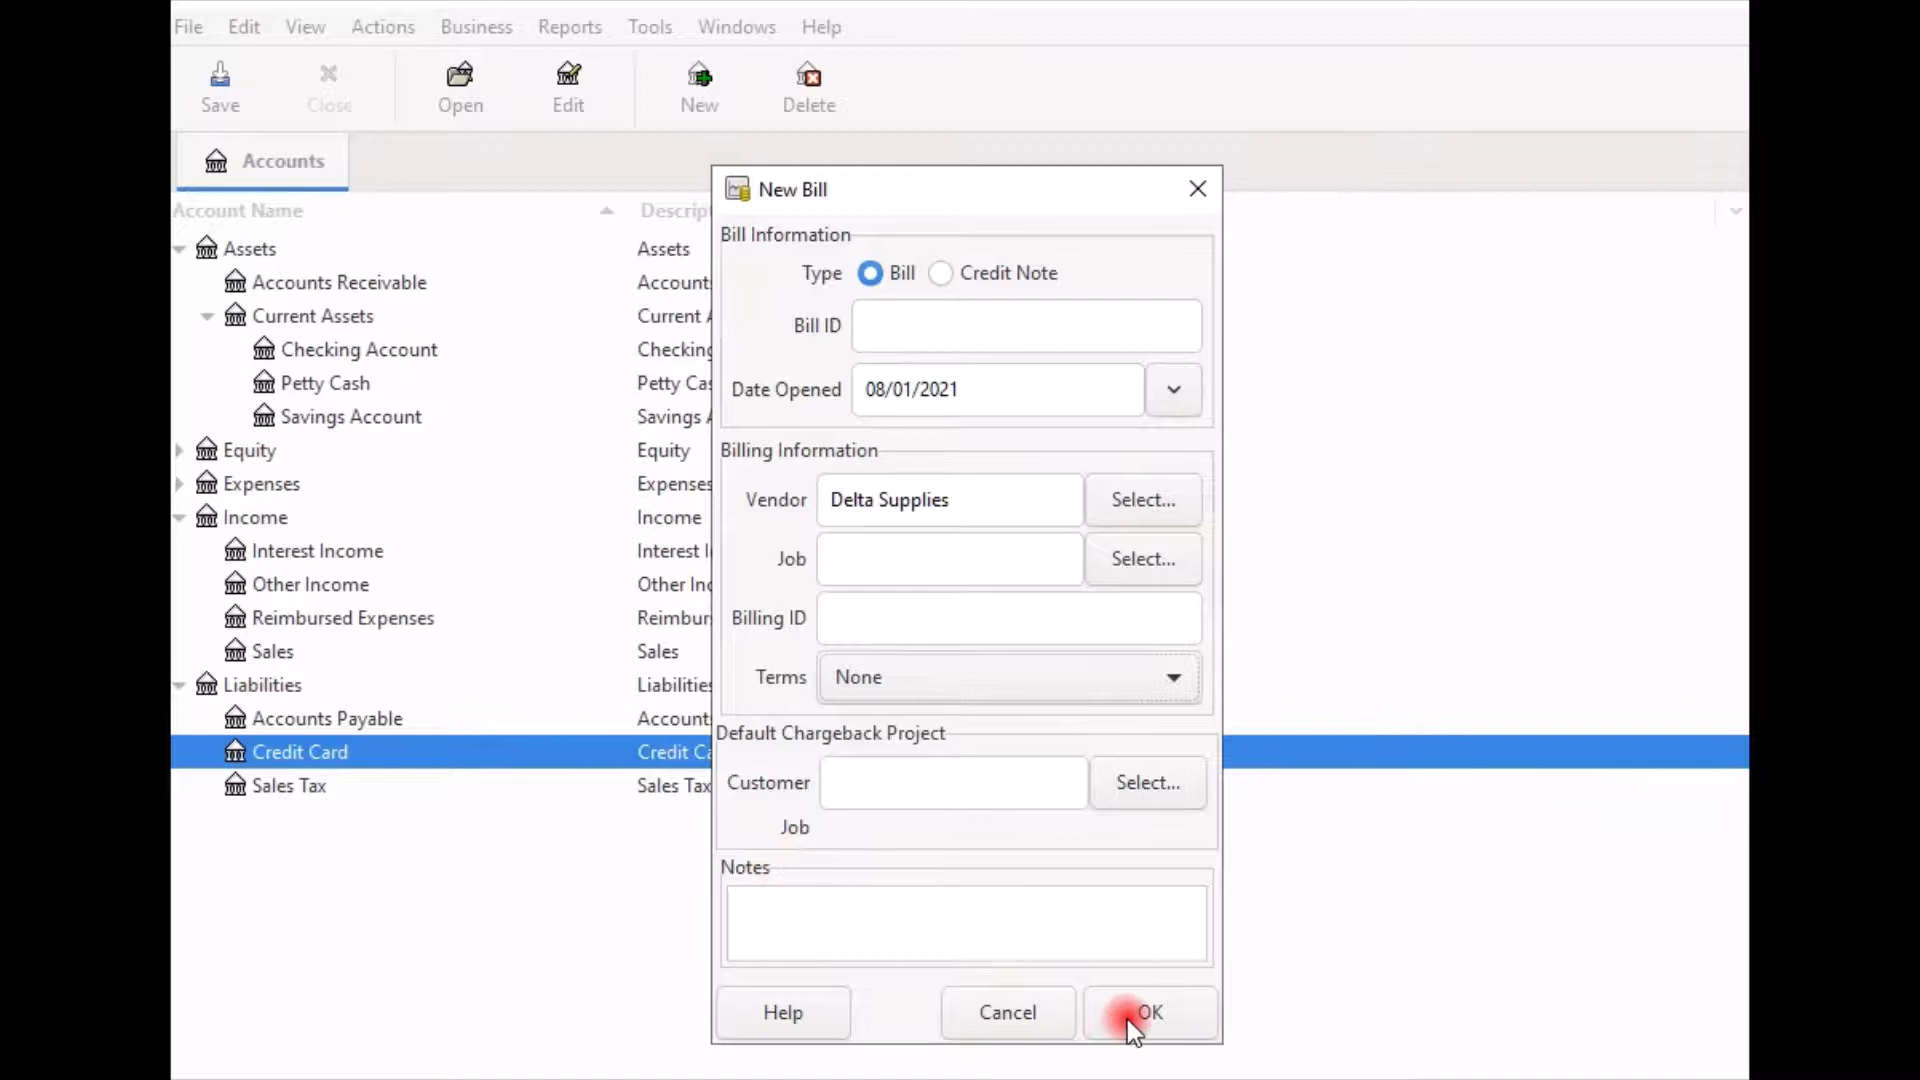 File Edit View Actions Business Reports Tools Windows Help
Save Close Open Edit New Delete
Accounts
Account Name Descrip
Assets Assets
Accounts Receivable Account
Current Assets Current A
Checking Account Checking
Petty Cash Petty Cas
Savings Account Savings A
Equity Equity
Expenses Expenses
Income Income
Interest Income Interest I
Other Income Other Inc
Reimbursed Expenses Reimbur
Sales Sales
Liabilities Liabilities
Accounts Payable Account
Credit Card Credit Ca
Sales Tax Sales Tax
New Bill
Bill Information
Type Bill Credit Note
Bill ID
Date Opened 08/01/2021
Billing Information
Vendor Delta Supplies Select...
Job Select...
Billing ID
Terms None
Default Chargeback Project
Customer Select...
Job
Notes
Help Cancel OK